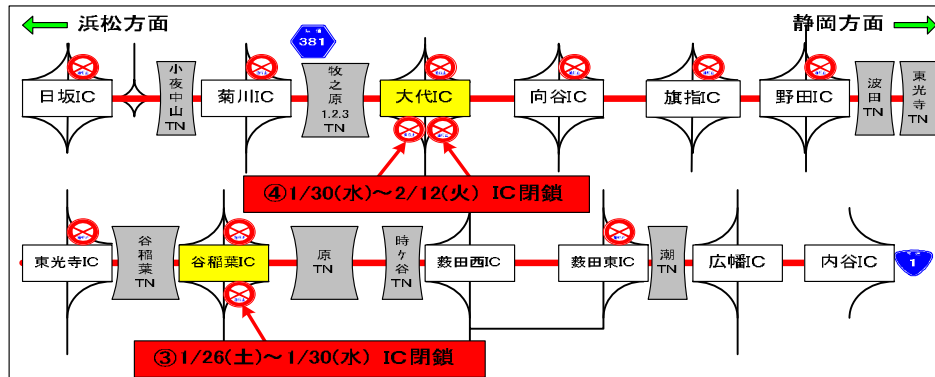 浜松方面
静岡方面
381
日坂IC
小夜中山TN
菊川IC
牧之原1.2.3TN
大代IC
向谷IC
旗指IC
野田IC
波田TN
東光寺TN
④1/30(水)～2/12(火) IC閉鎖
東光寺IC
谷稲葉TN
谷稲葉IC
原TN
時ケ谷TN
薮田西IC
薮田東IC
潮TN
広幡IC
内谷IC
1
③1/26(土)～1/30(水) IC閉鎖